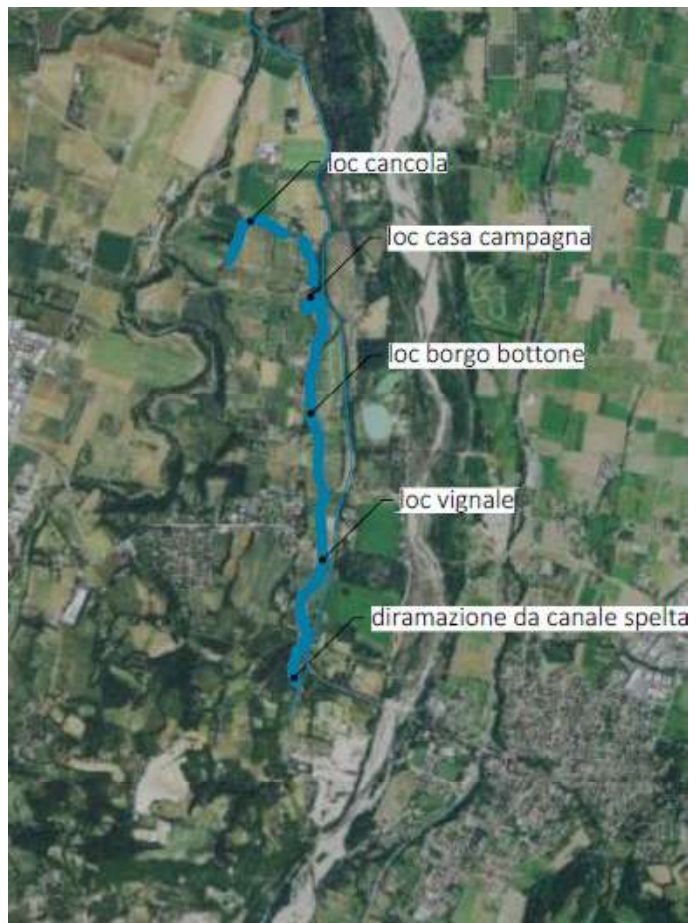 loc cancola
loc casa campagna
loc borgo bottone
loc vignale
diramazione da canale spelta